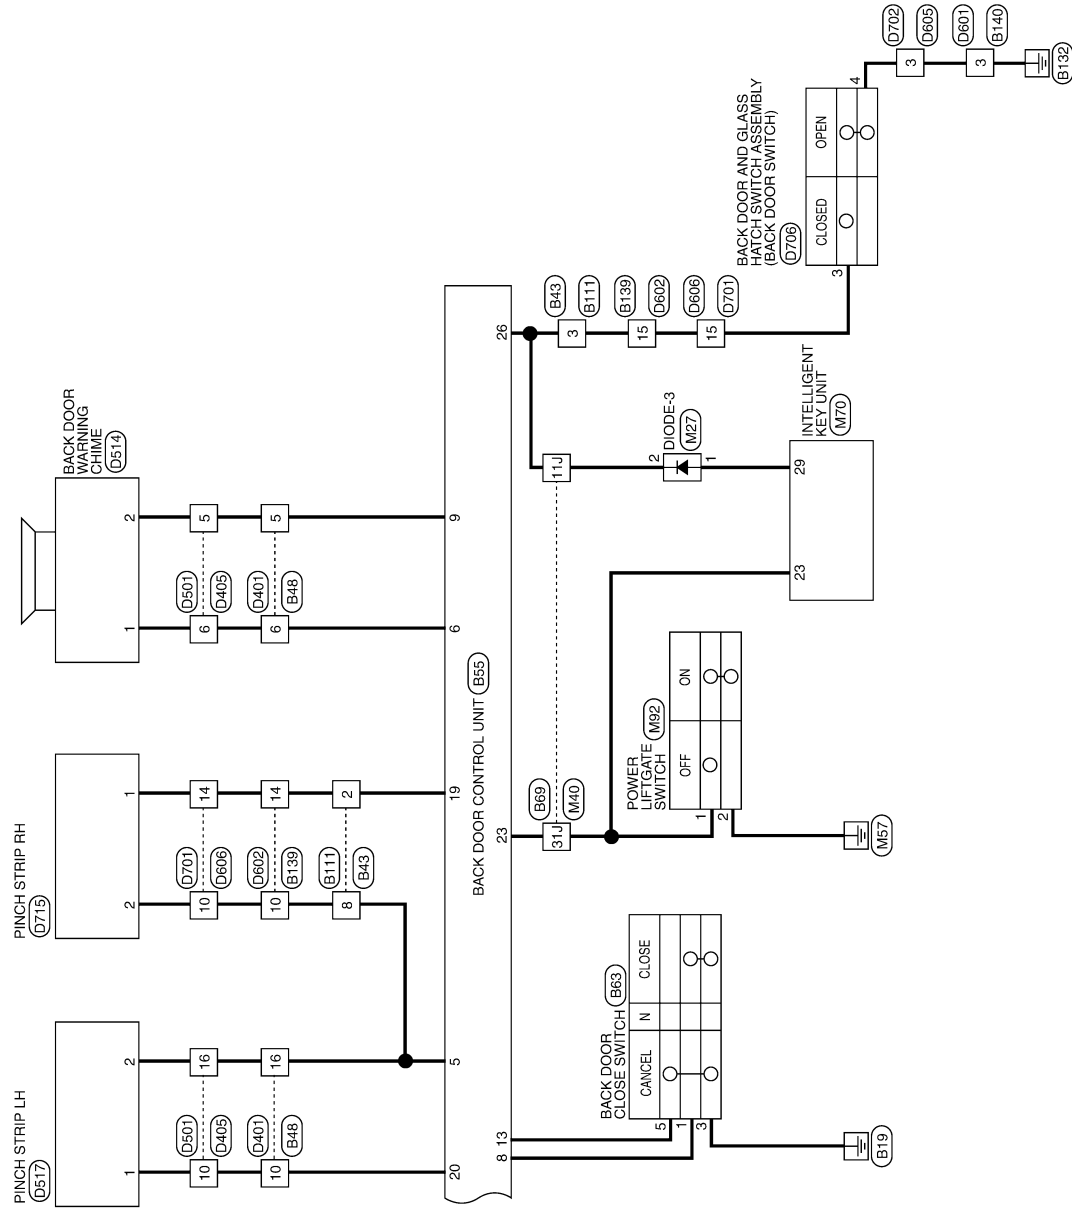 PINCH STRIP LH
D517
1
2
D501
D405
10
16
D401
B48
10
16
20
5
PINCH STRIP RH
D715
2
1
D701
D606
10
14
D602
B139
10
14
B111
B43
8
2
19
BACK DOOR
WARNING
CHIME
D514
1
2
D501
D405
6
5
D401
B48
6
5
6
9
BACK DOOR CONTROL UNIT
B55
8
13
23
26
BACK DOOR
CLOSE SWITCH
B63
CANCEL
N
CLOSE
5
1
3
B19
B69
M40
31J
11J
POWER
LIFTGATE
SWITCH
M92
OFF
ON
1
2
M57
DIODE-3
M27
2
1
INTELLIGENT
KEY UNIT
M70
23
29
B43
B111
3
B139
D602
15
D606
D701
15
BACK DOOR AND GLASS
HATCH SWITCH ASSEMBLY
(BACK DOOR SWITCH)
D706
CLOSED
OPEN
3
4
D702
D605
3
D601
B140
3
B132